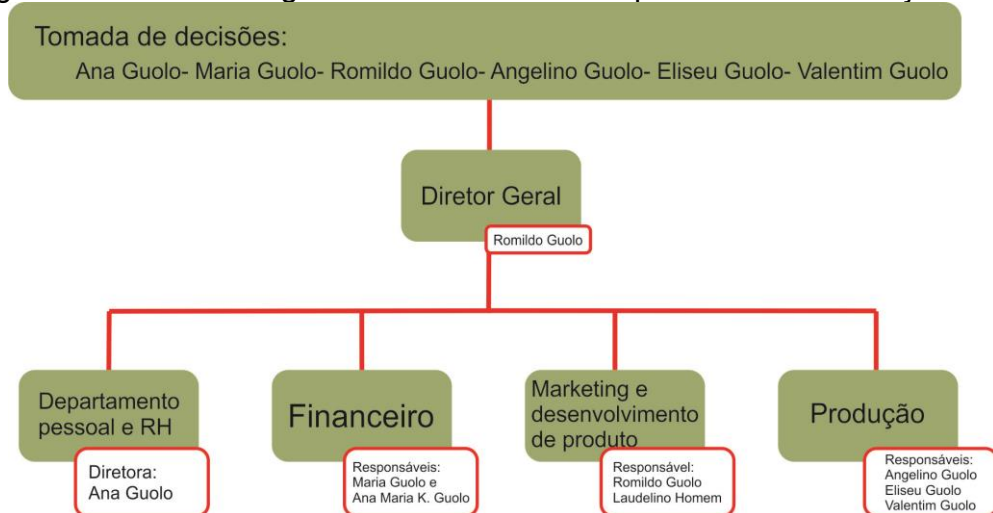 Tomada de decisões:
Ana Guolo- Maria Guolo- Romildo Guolo- Angelino Guolo- Eliseu Guolo- Valentim Guolo
Diretor Geral
Romildo Guolo
Departamento
pessoal e RH
Diretora:
Ana Guolo
Financeiro
Responsáveis:
Maria Guolo e
Ana Maria K. Guolo
Marketing e
desenvolvimento
de produto
Responsável:
Romildo Guolo
Laudelino Homem
Produção
Responsáveis:
Angelino Guolo
Eliseu Guolo
Valentim Guolo